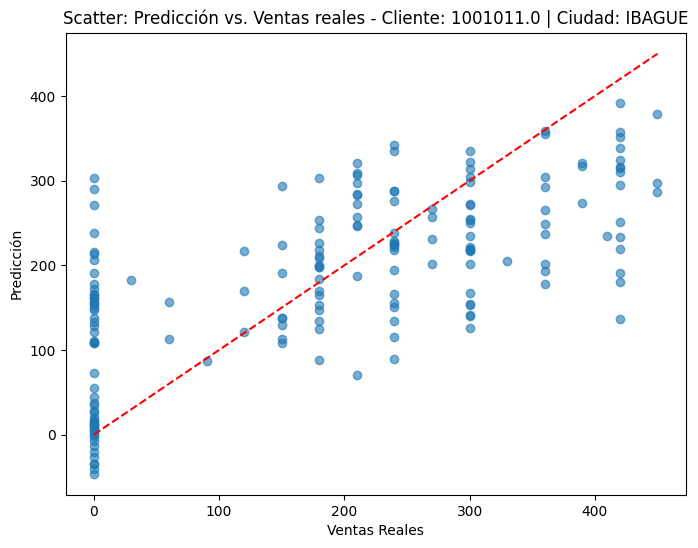 Scatter: Predicción vs. Ventas reales - Cliente: 1001011.0 | Ciudad: IBAGUE
400
300
200
100
0
Predicción
0 100 200 300 400
Ventas Reales